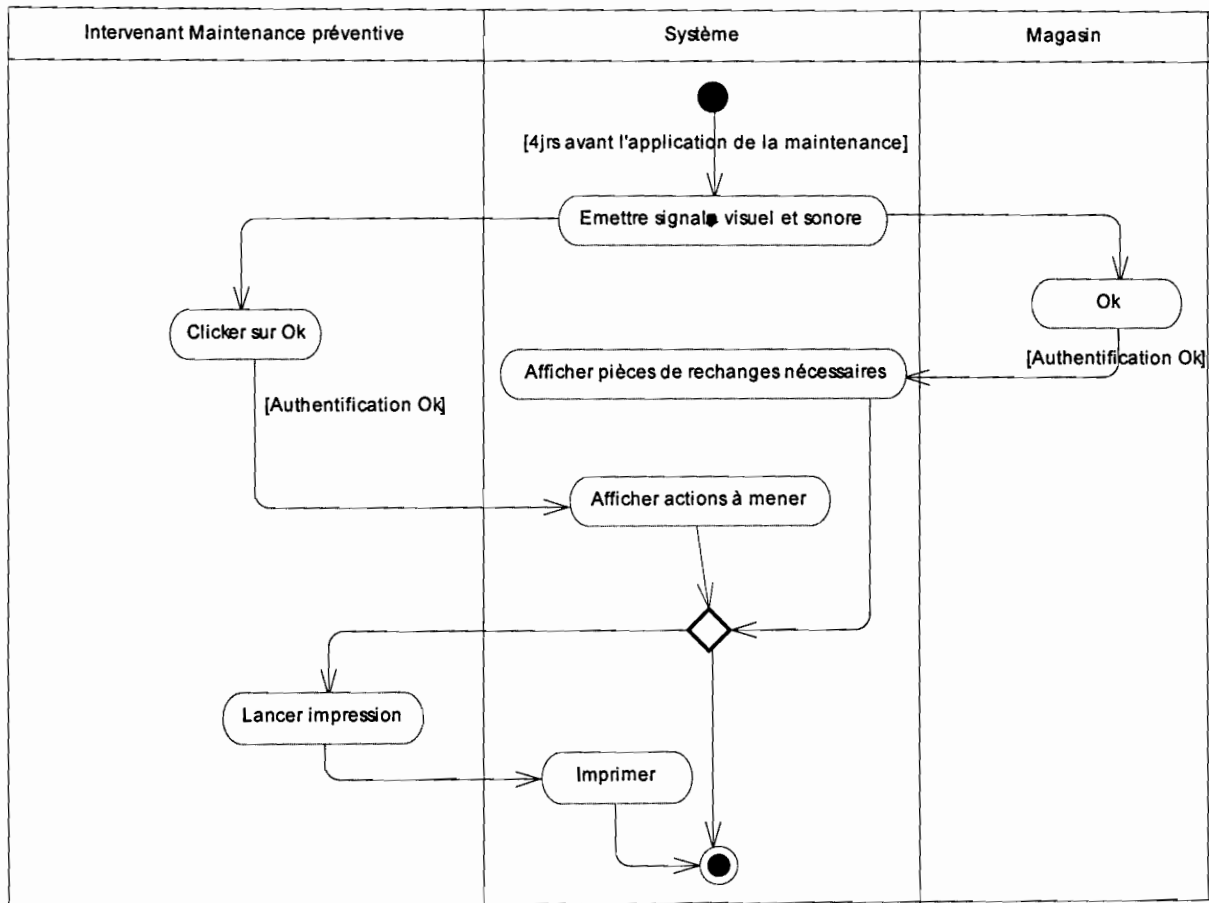 Intervenant Maintenance préventive
Système
Magasin
[4jrs avant l'application de la maintenance]
Emettre signale visuel et sonore
Clicker sur Ok
Ok
[Authentification Ok]
Afficher pièces de rechanges nécessaires
[Authentification Ok]
Afficher actions à mener
Lancer impression
Imprimer